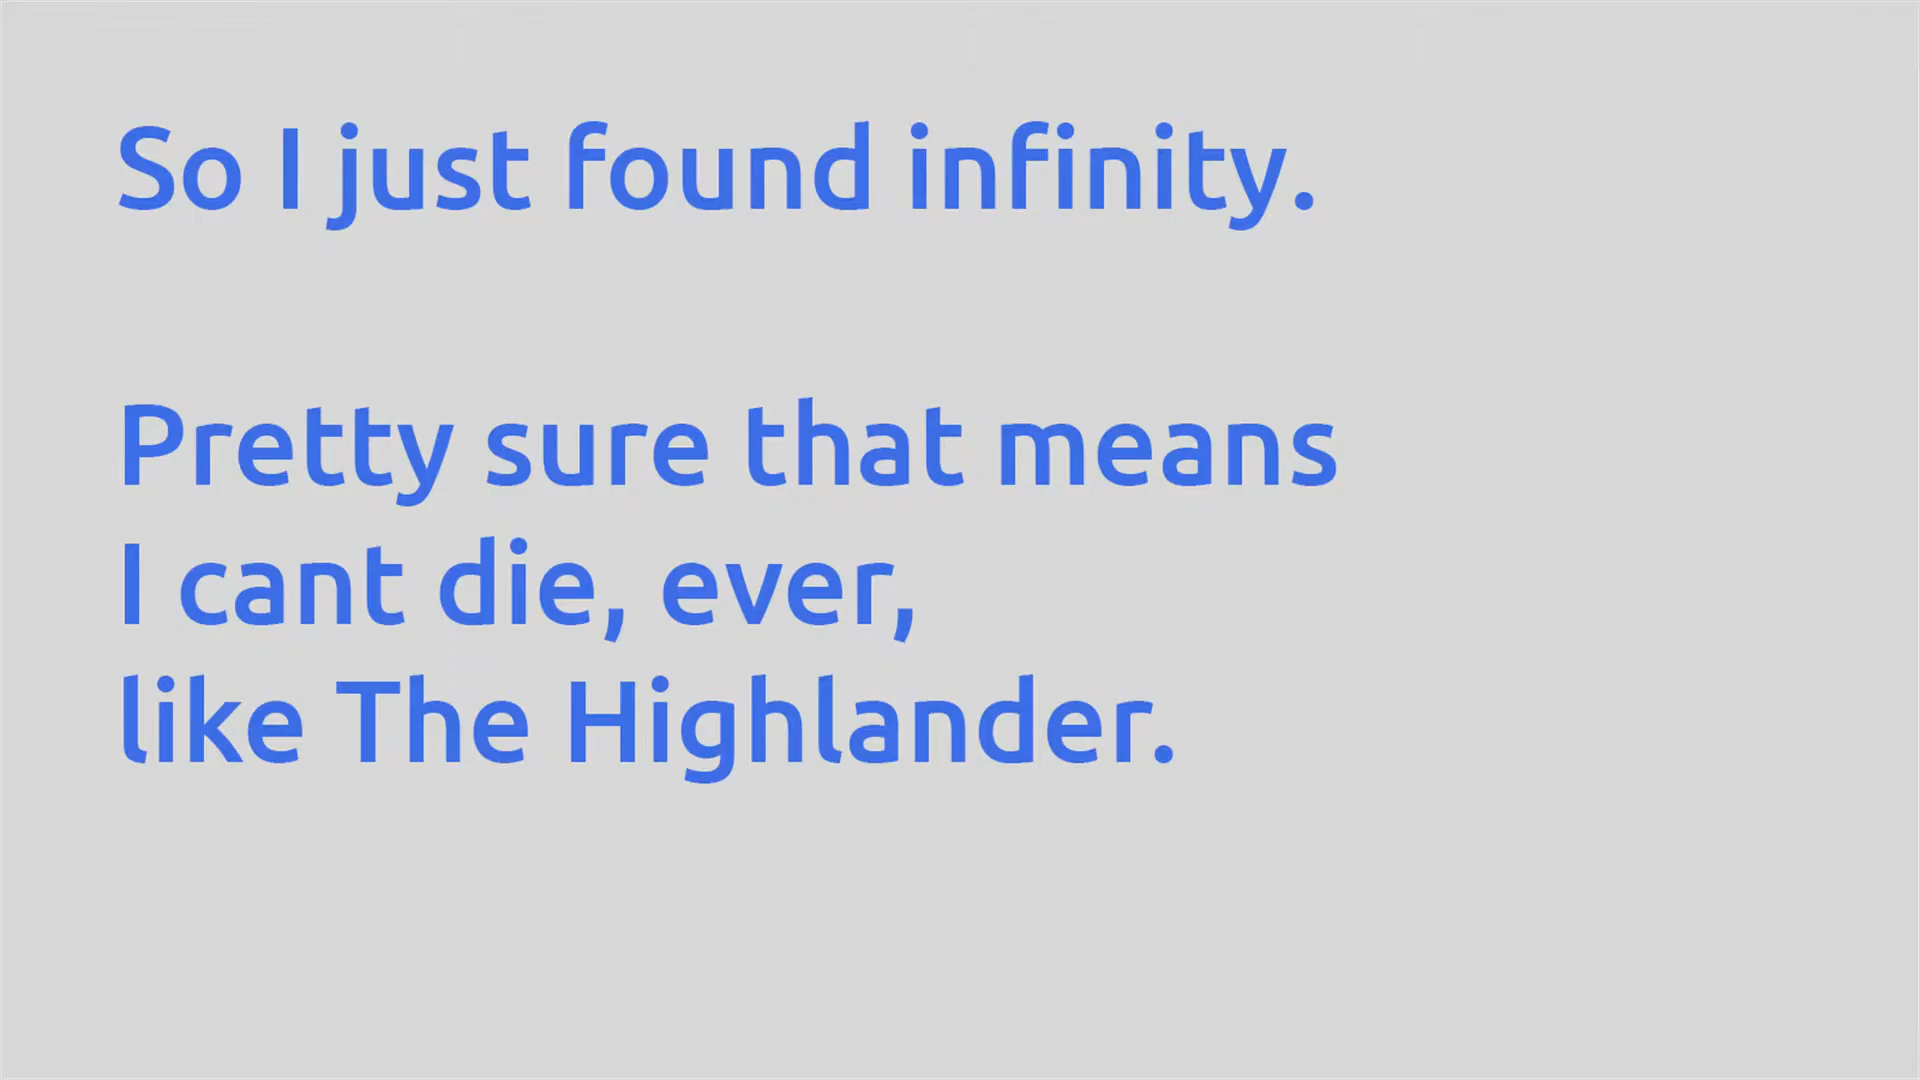 So I just found infinity.
Pretty sure that means
I cant die, ever,
like The Highlander.